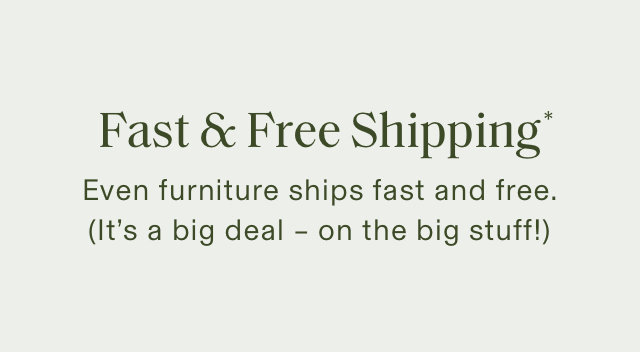 Fast & Free Shipping*
Even furniture ships fast and free.
(It’s a big deal – on the big stuff!)